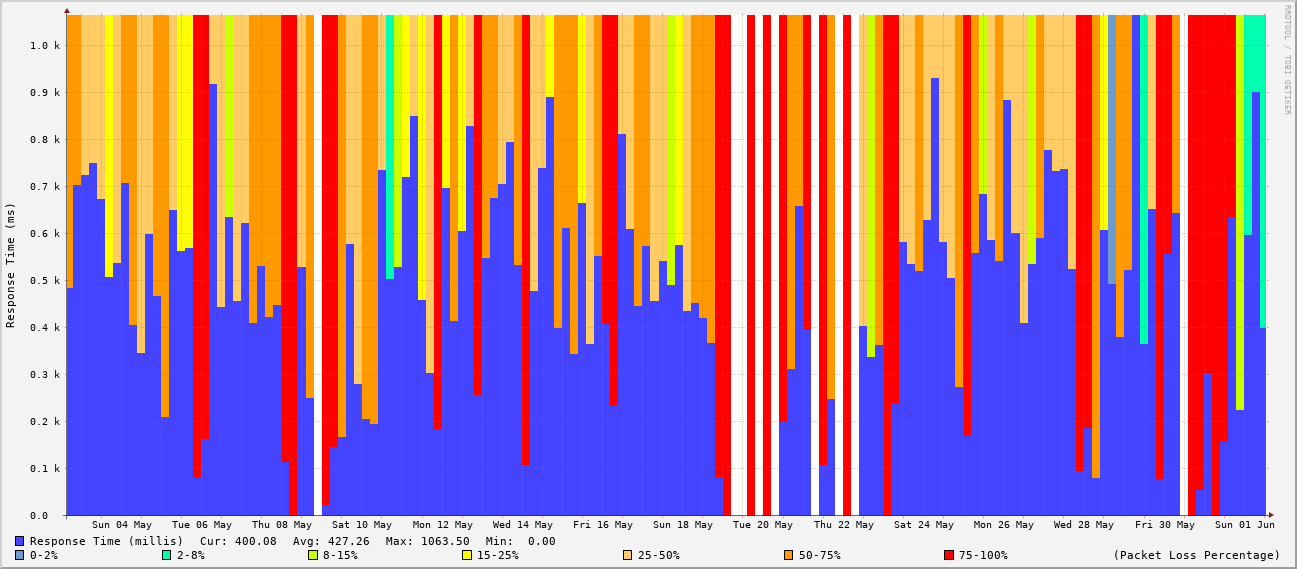 RRDTOOL / TOBI OETIKER
Response Time (ms)
1.0 k
0.9 k
0.8 k
0.7 k
0.6 k
0.5 k
0.4 k
0.3 k
0.2 k
0.1 k
0.0
Sun 04 May Tue 06 May Thu 08 May Sat 10 May Mon 12 May Wed 14 May Fri 16 May Sun 18 May Tue 20 May Thu 22 May Sat 24 May Mon 26 May Wed 28 May Fri 30 May Sun 01 Jun
Response Time (millis) Cur: 400.08 Avg: 427.26 Max: 1063.50 Min: 0.00
0-2% 2-8% 8-15% 15-25% 25-50% 50-75% 75-100% (Packet Loss Percentage)